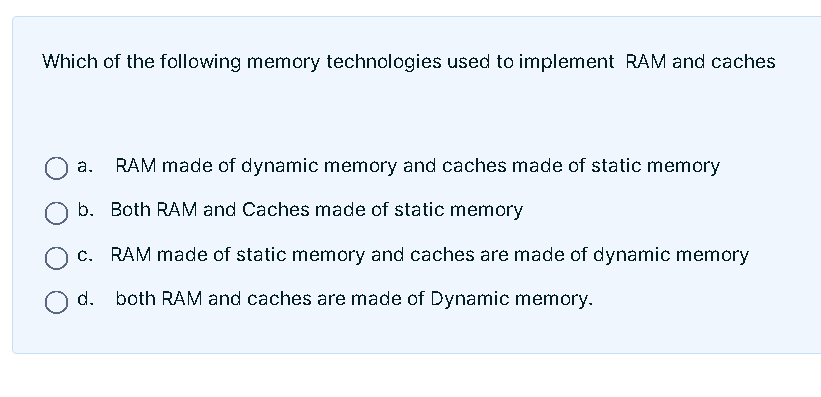 Which of the following memory technologies used to implement  RAM and caches
a. RAM made of dynamic memory and caches made of static memory
b. Both RAM and Caches made of static memory
c. RAM made of static memory and caches are made of dynamic memory
d. both RAM and caches are made of Dynamic memory.